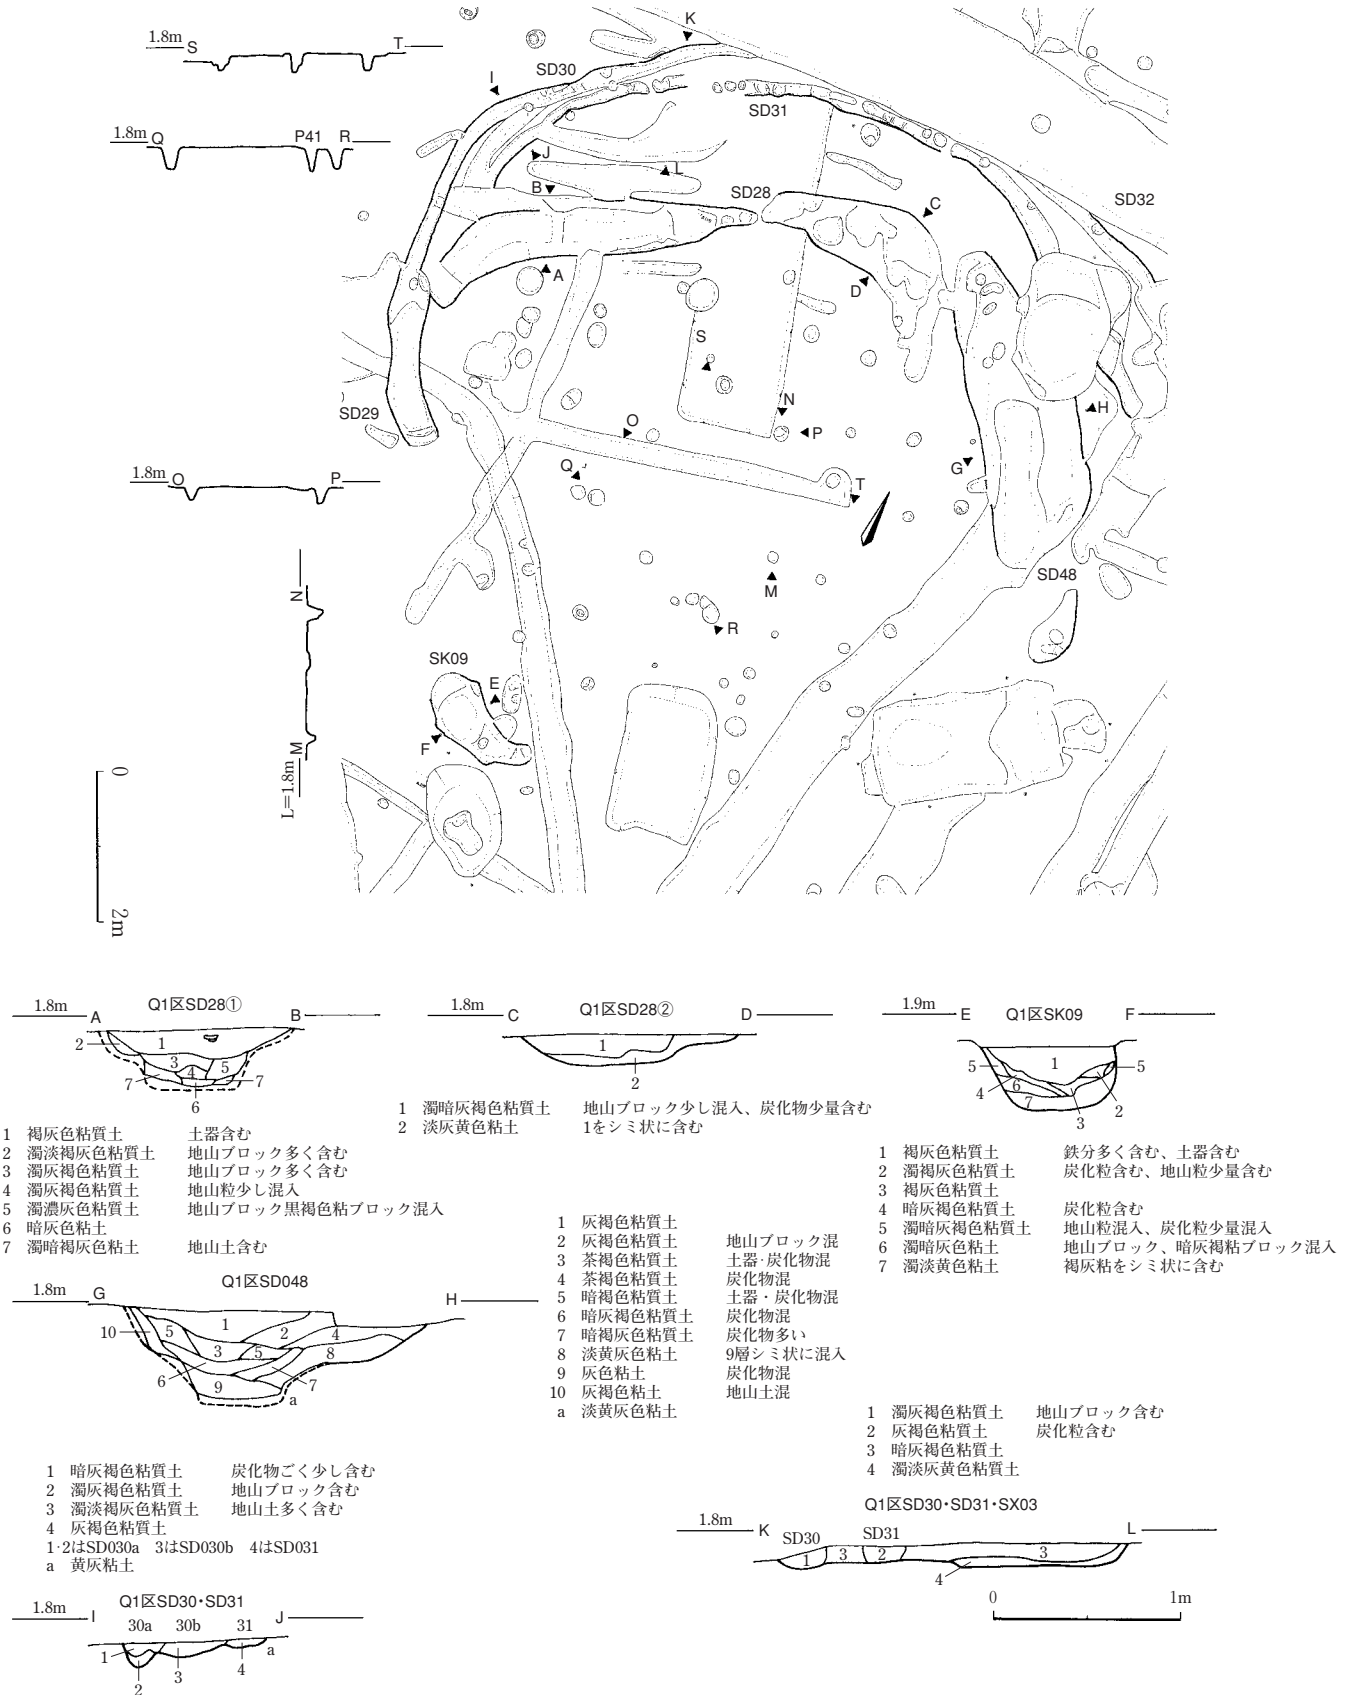 K
1.8m S T
SD30
I
SD31
1.8m Q P41 R
J
L
B
SD28
C
SD32
A
D
S
N
H
SD29
O
P
G
Q
1.8m O P
T
SD48
M
R
N
SK09
E
F
M
L=1.8m
0
2m
1.8m A Q1区SD28① B
2 1
3 4 5
7 7
6
1 褐灰色粘質土 土器含む
2 濁淡褐灰色粘質土 地山ブロック多く含む
3 濁灰褐色粘質土 地山ブロック多く含む
4 濁灰褐色粘質土 地山粒少し混入
5 濁濃灰色粘質土 地山ブロック黒褐色粘ブロック混入
6 暗灰色粘土
7 濁暗褐灰色粘土 地山土含む
1.8m C Q1区SD28② D
1
2
1 濁暗灰褐色粘質土 地山ブロック少し混入、炭化物少量含む
2 淡灰黄色粘土 1をシミ状に含む
1.9m E Q1区SK09 F
5 1 5
4 6
7 2
3
1 褐灰色粘質土 鉄分多く含む、土器含む
2 濁褐灰色粘質土 炭化粒含む、地山粒少量含む
3 褐灰色粘質土
4 暗灰褐色粘質土 炭化粒含む
5 濁暗灰褐色粘質土 地山粒混入、炭化粒少量混入
6 濁暗灰色粘土 地山ブロック、暗灰褐粘ブロック混入
7 濁淡黄色粘土 褐灰粘をシミ状に含む
Q1区SD048
1.8m G H
10 5 1 2 4
3 5 8
6 9 7
a
1 灰褐色粘質土
2 灰褐色粘質土 地山ブロック混
3 茶褐色粘質土 土器・炭化物混
4 茶褐色粘質土 炭化物混
5 暗褐色粘質土 土器・炭化物混
6 暗灰褐色粘質土 炭化物混
7 暗褐灰色粘質土 炭化物多い
8 淡黄灰色粘土 9層シミ状に混入
9 灰色粘土 炭化物混
10 灰褐色粘土 地山土混
a 淡黄灰色粘土
1 暗灰褐色粘質土 炭化物ごく少し含む
2 濁灰褐色粘質土 地山ブロック含む
3 濁淡褐灰色粘質土 地山土多く含む
4 灰褐色粘質土
1・2はSD030a 3はSD030b 4はSD031
a 黄灰粘土
Q1区SD30・SD31
1.8m I J
30a 30b 31
1 a
2 3 4
1 濁灰褐色粘質土 地山ブロック含む
2 灰褐色粘質土 炭化粒含む
3 暗灰褐色粘質土
4 濁淡灰黄色粘質土
Q1区SD30・SD31・SX03
1.8m K L
SD30 SD31
1 3 2 3
4
0 1m